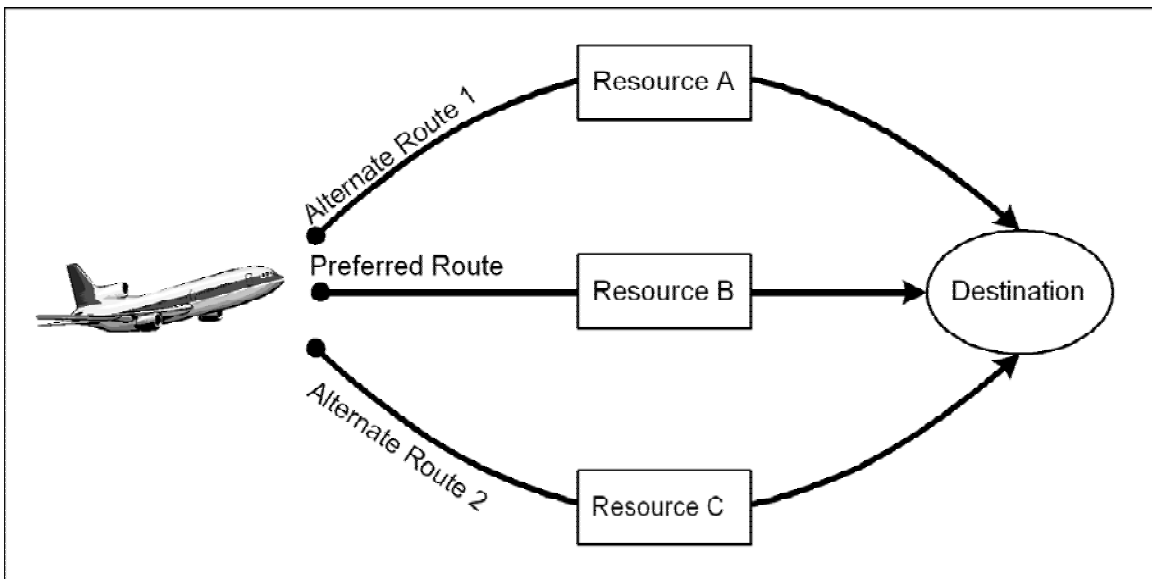 Resource A
Alternate Route 1
Preferred Route
Resource B
Destination
Alternate Route 2
Resource C